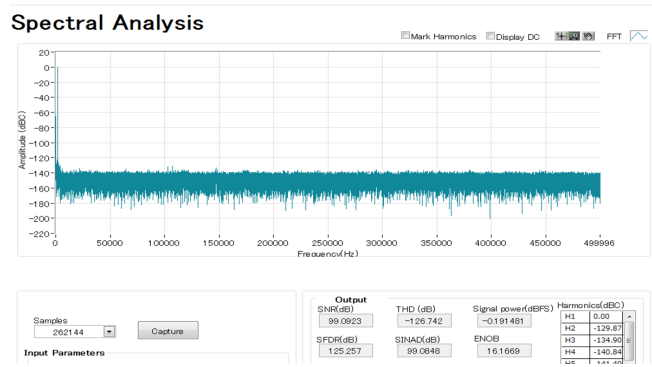 Spectral Analysis
Mark Harmonics Display DC FFT
20
0
-20
-40
-60
-80
-100
-120
-140
-160
-180
-200
-220
Amplitude (dBC)
0 50000 100000 150000 200000 250000 300000 350000 400000 450000 499996
Frequency(Hz)
Samples
262144
Capture
Input Parameters
Output
SNR(dB) THD (dB) Signal power(dBFS) Harmonics(dBC)
99.0923 -126.742 -0.191481
SFDR(dB) SINAD(dB) ENOB
125.257 99.0848 16.1669
H1 0.00
H2 -129.87
H3 -134.90
H4 -140.84
H5 -141.40